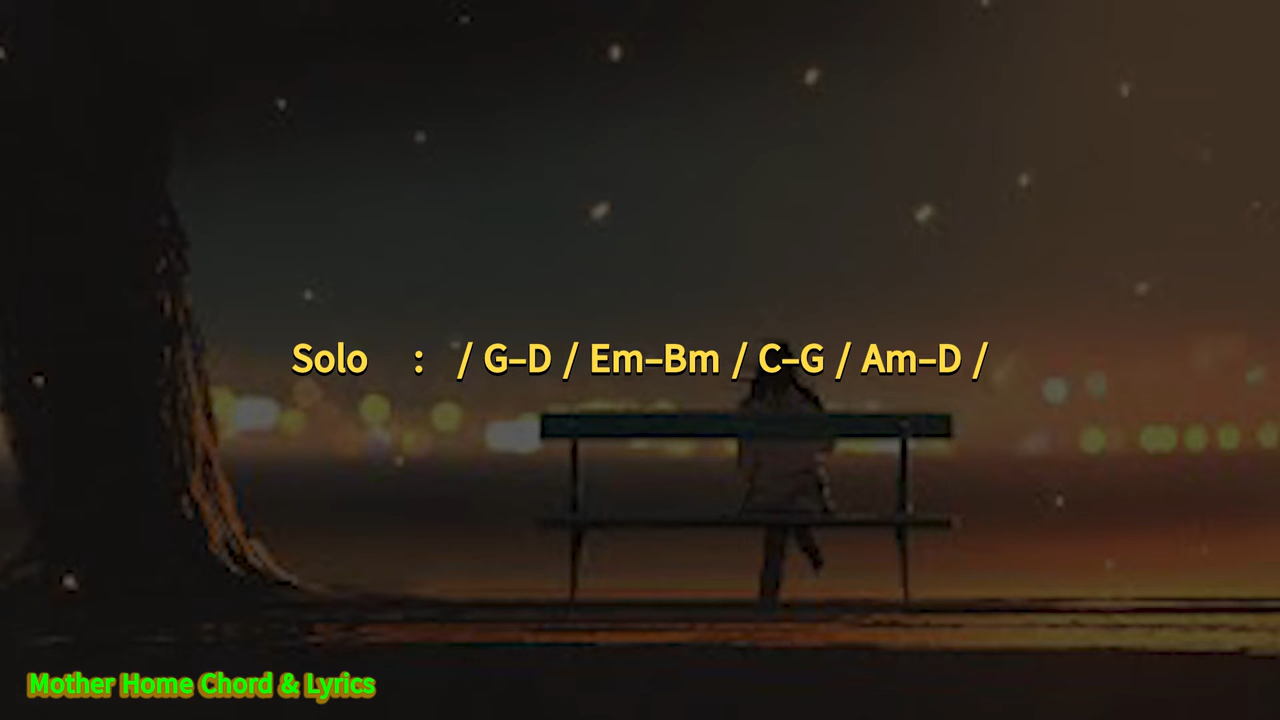 Solo : / G–D / Em–Bm / C–G / Am–D /
Mother Home Chord & Lyrics